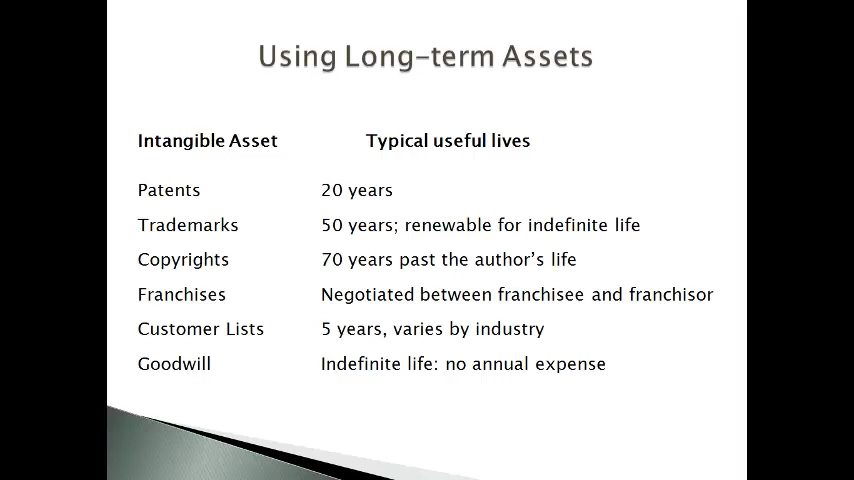 Using Long-term Assets
Intangible Asset Typical useful lives
Patents 20 years
Trademarks 50 years; renewable for indefinite life
Copyrights 70 years past the author’s life
Franchises Negotiated between franchisee and franchisor
Customer Lists 5 years, varies by industry
Goodwill Indefinite life: no annual expense